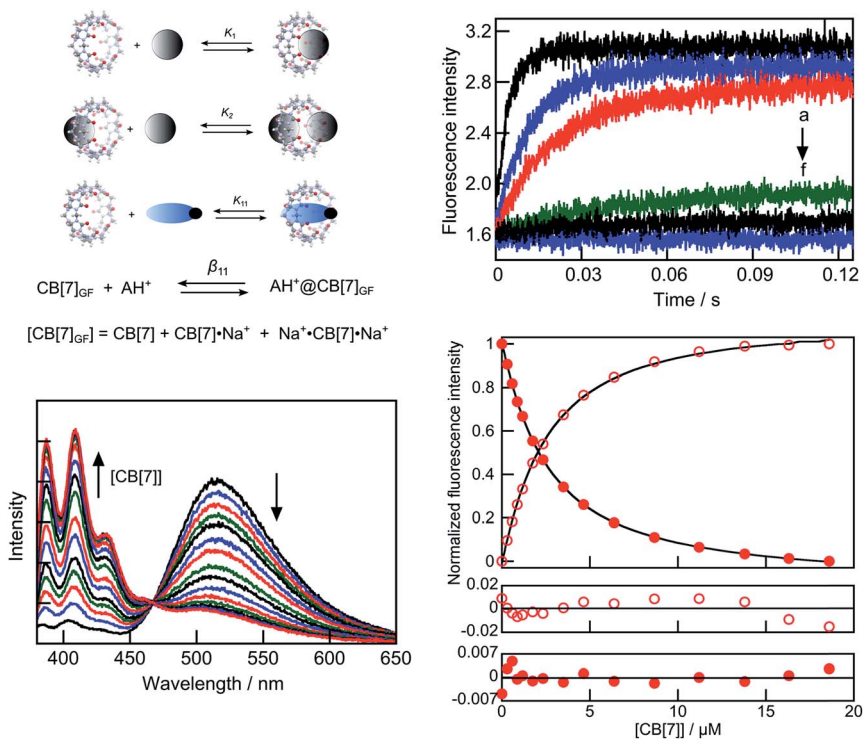 + K₁
+ K₂
+ K₁₁
CB[7]GF + AH⁺ β₁₁ AH⁺@CB[7]GF
[CB[7]GF] = CB[7] + CB[7]•Na⁺ + Na⁺•CB[7]•Na⁺
Intensity
[CB[7]]
400 450 500 550 600 650
Wavelength / nm
Fluorescence intensity
3.2
2.8
2.4
2.0
1.6
a
f
0 0.03 0.06 0.09 0.12
Time / s
Normalized fluorescence intensity
1
0.8
0.6
0.4
0.2
0
0.02
0
-0.02
0.007
0
-0.007
0 5 10 15 20
[CB[7]] / μM